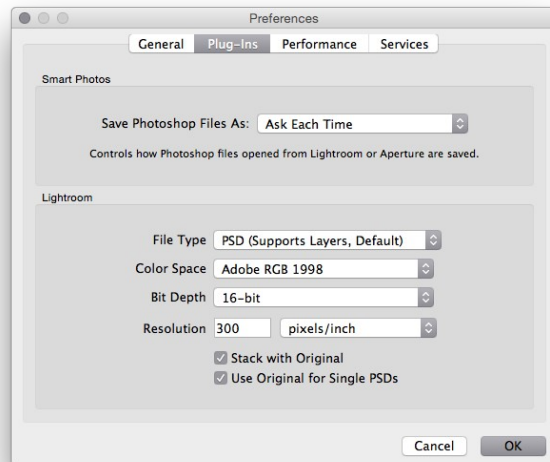 Preferences
General Plug-Ins Performance Services
Smart Photos
Save Photoshop Files As: Ask Each Time
Controls how Photoshop files opened from Lightroom or Aperture are saved.
Lightroom
File Type PSD (Supports Layers, Default)
Color Space Adobe RGB 1998
Bit Depth 16-bit
Resolution 300 pixels/inch
Stack with Original
Use Original for Single PSDs
Cancel OK